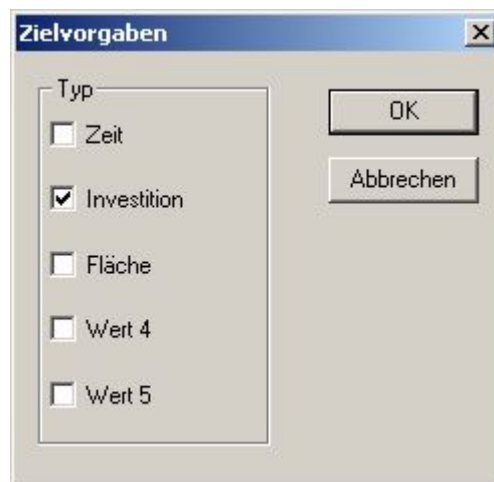 Zielvorgaben
Typ
Zeit
Investition
Fläche
Wert 4
Wert 5
OK
Abbrechen